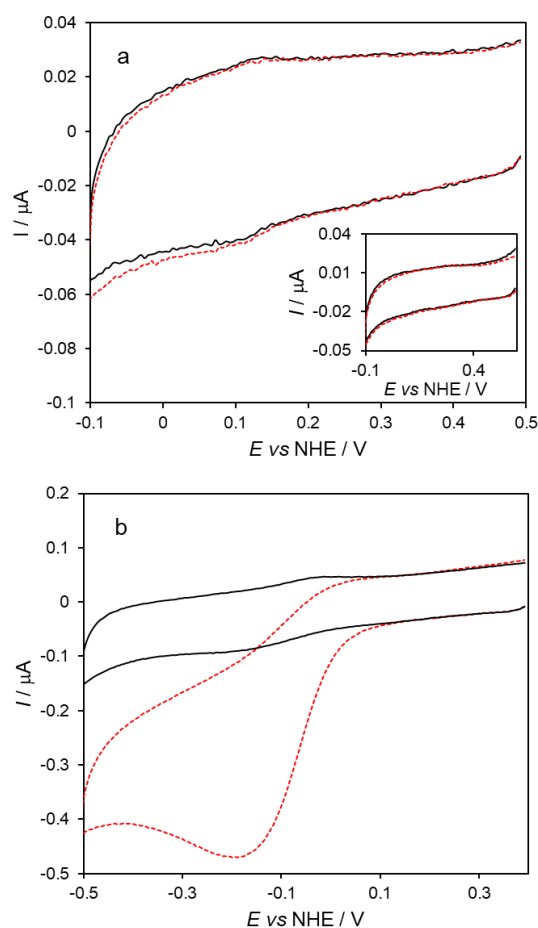 a
0.04
0.02
0
-0.02
-0.04
-0.06
-0.08
-0.1
I / μA
-0.1 0 0.1 0.2 0.3 0.4 0.5
E vs NHE / V
0.04
0.01
-0.02
-0.05
I / μA
-0.1 0.4
E vs NHE / V
b
0.2
0.1
0
-0.1
-0.2
-0.3
-0.4
-0.5
I / μA
-0.5 -0.3 -0.1 0.1 0.3
E vs NHE / V